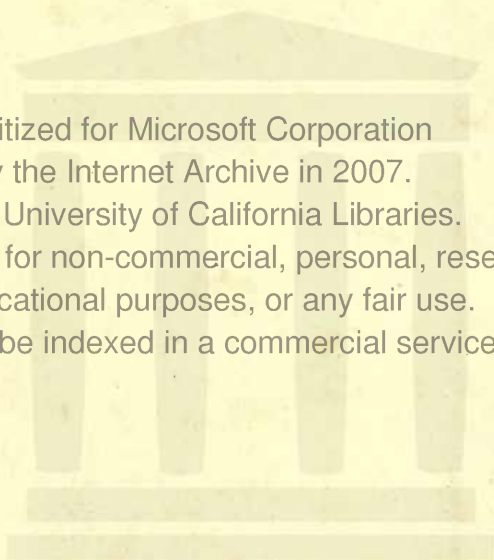 itized for Microsoft Corporation
the Internet Archive in 2007.
University of California Libraries.
for non-commercial, personal, rese
cational purposes, or any fair use.
be indexed in a commercial service